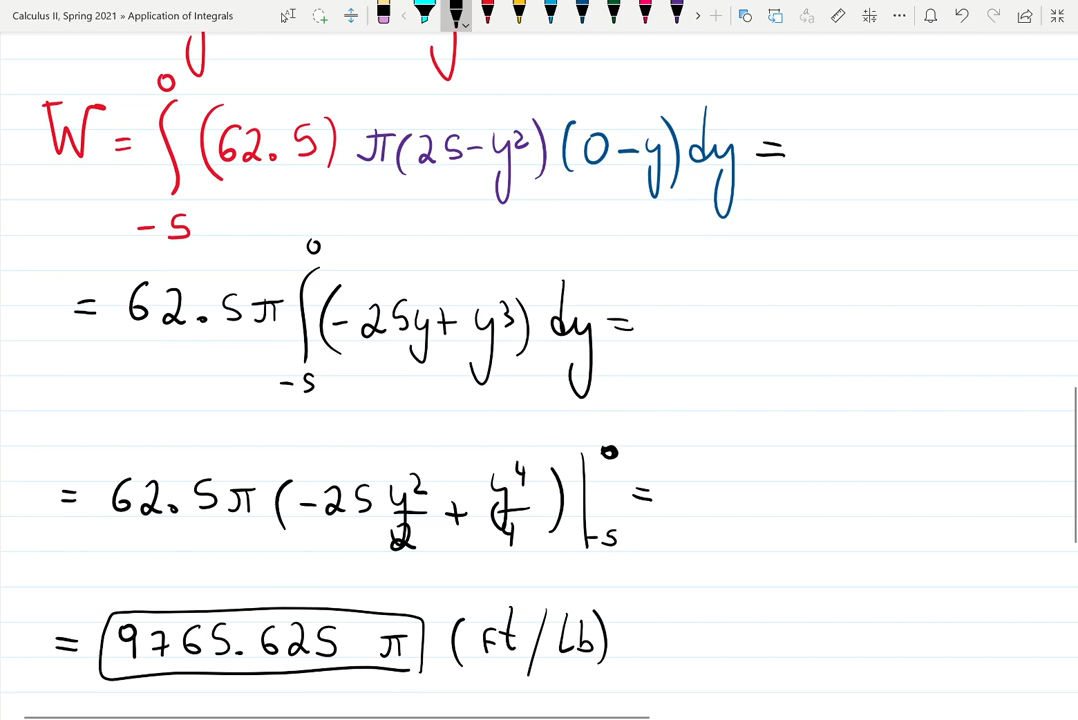 Calculus II, Spring 2021 » Application of Integrals
y y
W = ∫_{-5}^{0} (62.5) π(25-y²) (0-y) dy =
= 62.5π ∫_{-5}^{0} (-25y + y³) dy =
= 62.5π (-25 y²/2 + y⁴/4) |_{-5}^{0} =
= 9765.625 π (Ft/Lb)